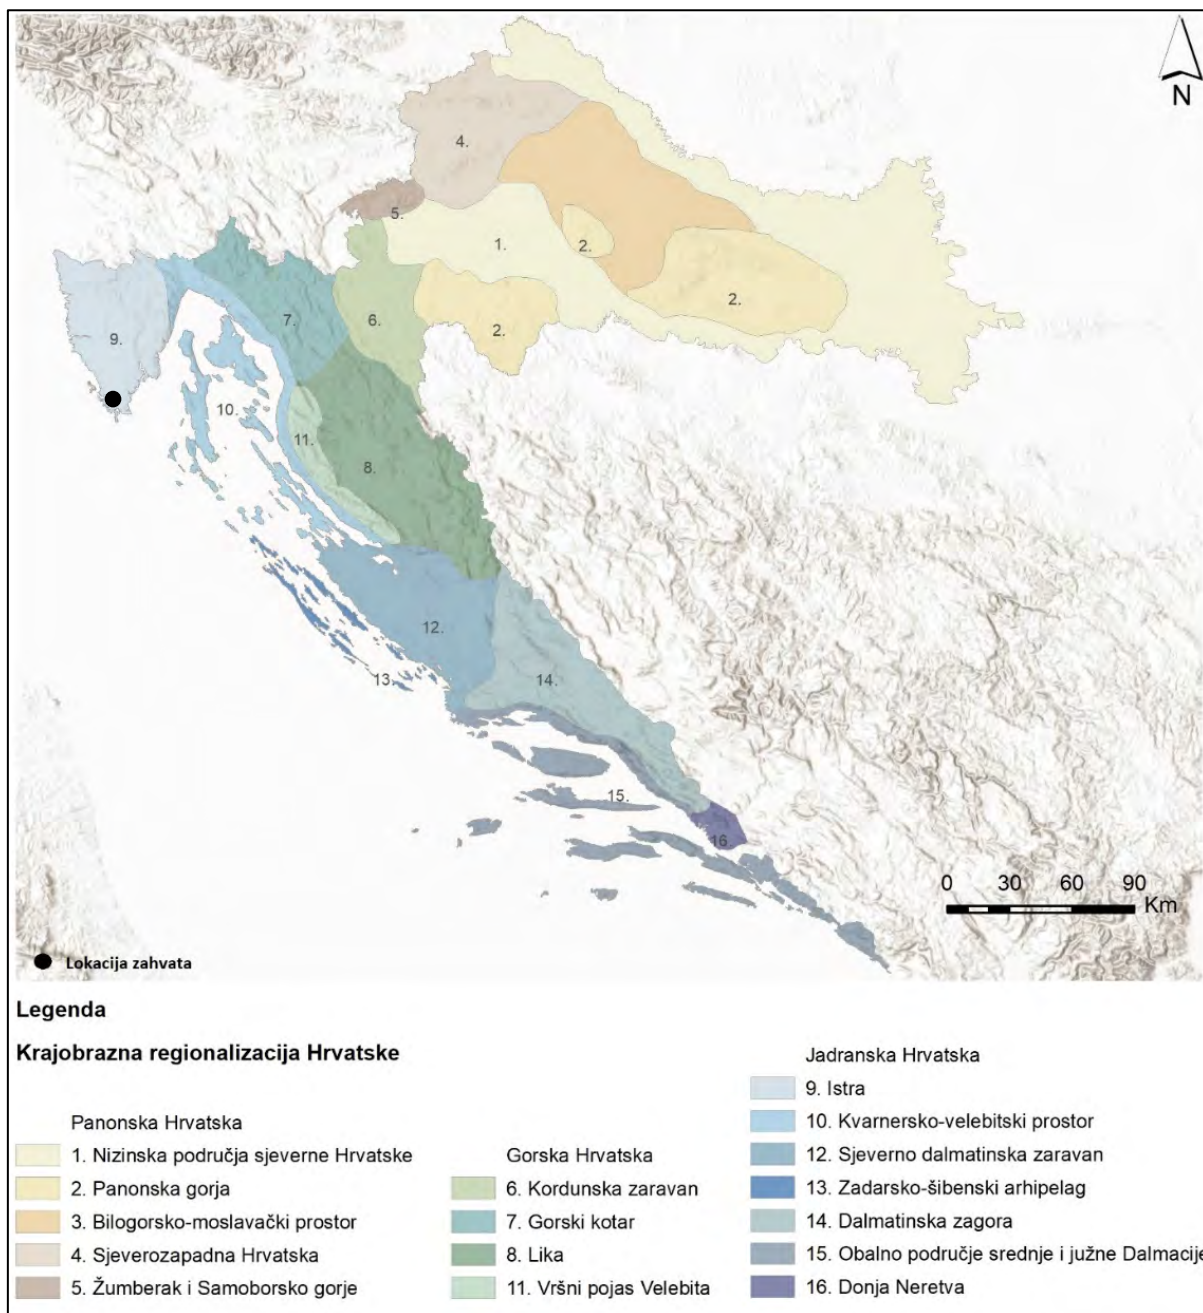 N
4.
5.
1.
2.
2.
9.
7.
6.
2.
10.
11.
8.
12.
13.
14.
15.
16.
0 30 60 90
Km
Lokacija zahvata
Legenda
Krajobrazna regionalizacija Hrvatske
Panonska Hrvatska
1. Nizinska područja sjeverne Hrvatske
2. Panonska gorja
3. Bilogorsko-moslavački prostor
4. Sjeverozapadna Hrvatska
5. Žumberak i Samoborsko gorje
Gorska Hrvatska
6. Kordunska zaravan
7. Gorski kotar
8. Lika
11. Vršni pojas Velebita
Jadranska Hrvatska
9. Istra
10. Kvarnersko-velebitski prostor
12. Sjeverno dalmatinska zaravan
13. Zadarsko-šibenski arhipelag
14. Dalmatinska zagora
15. Obalno područje srednje i južne Dalmacije
16. Donja Neretva